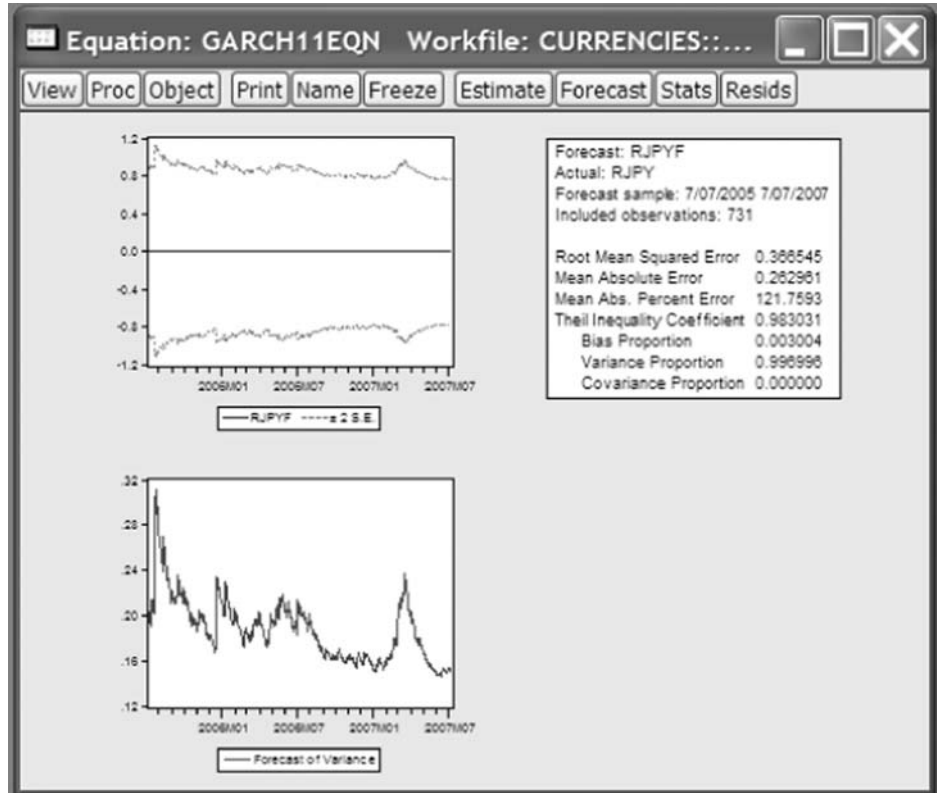 Equation: GARCH11EQN Workfile: CURRENCIES::...
View Proc Object Print Name Freeze Estimate Forecast Stats Resids
1.2
0.8
0.4
0.0
-0.4
-0.8
-1.2
2006M01 2006M07 2007M01 2007M07
RJPYF ± 2 S.E.
Forecast: RJPYF
Actual: RJPY
Forecast sample: 7/07/2005 7/07/2007
Included observations: 731
Root Mean Squared Error 0.366545
Mean Absolute Error 0.262961
Mean Abs. Percent Error 121.7593
Theil Inequality Coefficient 0.983031
Bias Proportion 0.003004
Variance Proportion 0.996996
Covariance Proportion 0.000000
.32
.28
.24
.20
.16
.12
2006M01 2006M07 2007M01 2007M07
Forecast of Variance